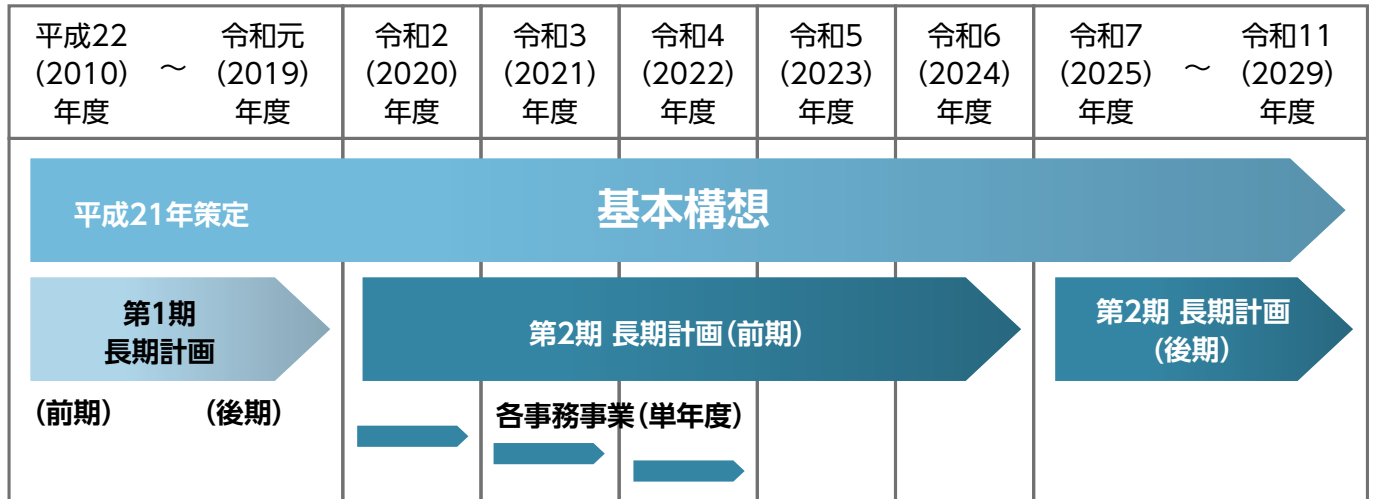 平成22 令和元 令和2 令和3 令和4 令和5 令和6 令和7 令和11
(2010) ～ (2019) (2020) (2021) (2022) (2023) (2024) (2025) ～ (2029)
年度 年度 年度 年度 年度 年度 年度 年度 年度
平成21年策定 基本構想
第1期
長期計画
第2期 長期計画(前期)
第2期 長期計画
(後期)
(前期) (後期)
各事務事業(単年度)